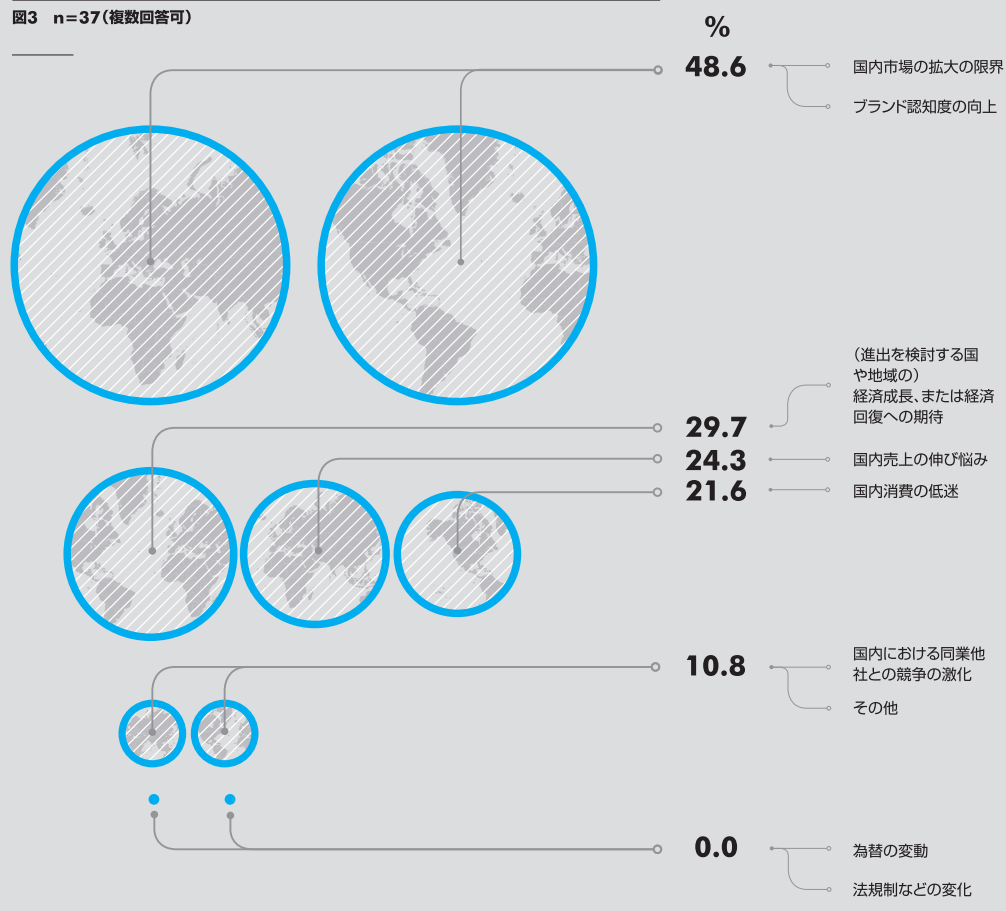 図3 n=37(複数回答可)
%
48.6
国内市場の拡大の限界
ブランド認知度の向上
29.7
(進出を検討する国
や地域の)
経済成長、または経済
回復への期待
24.3
国内売上の伸び悩み
21.6
国内消費の低迷
10.8
国内における同業他
社との競争の激化
その他
0.0
為替の変動
法規制などの変化